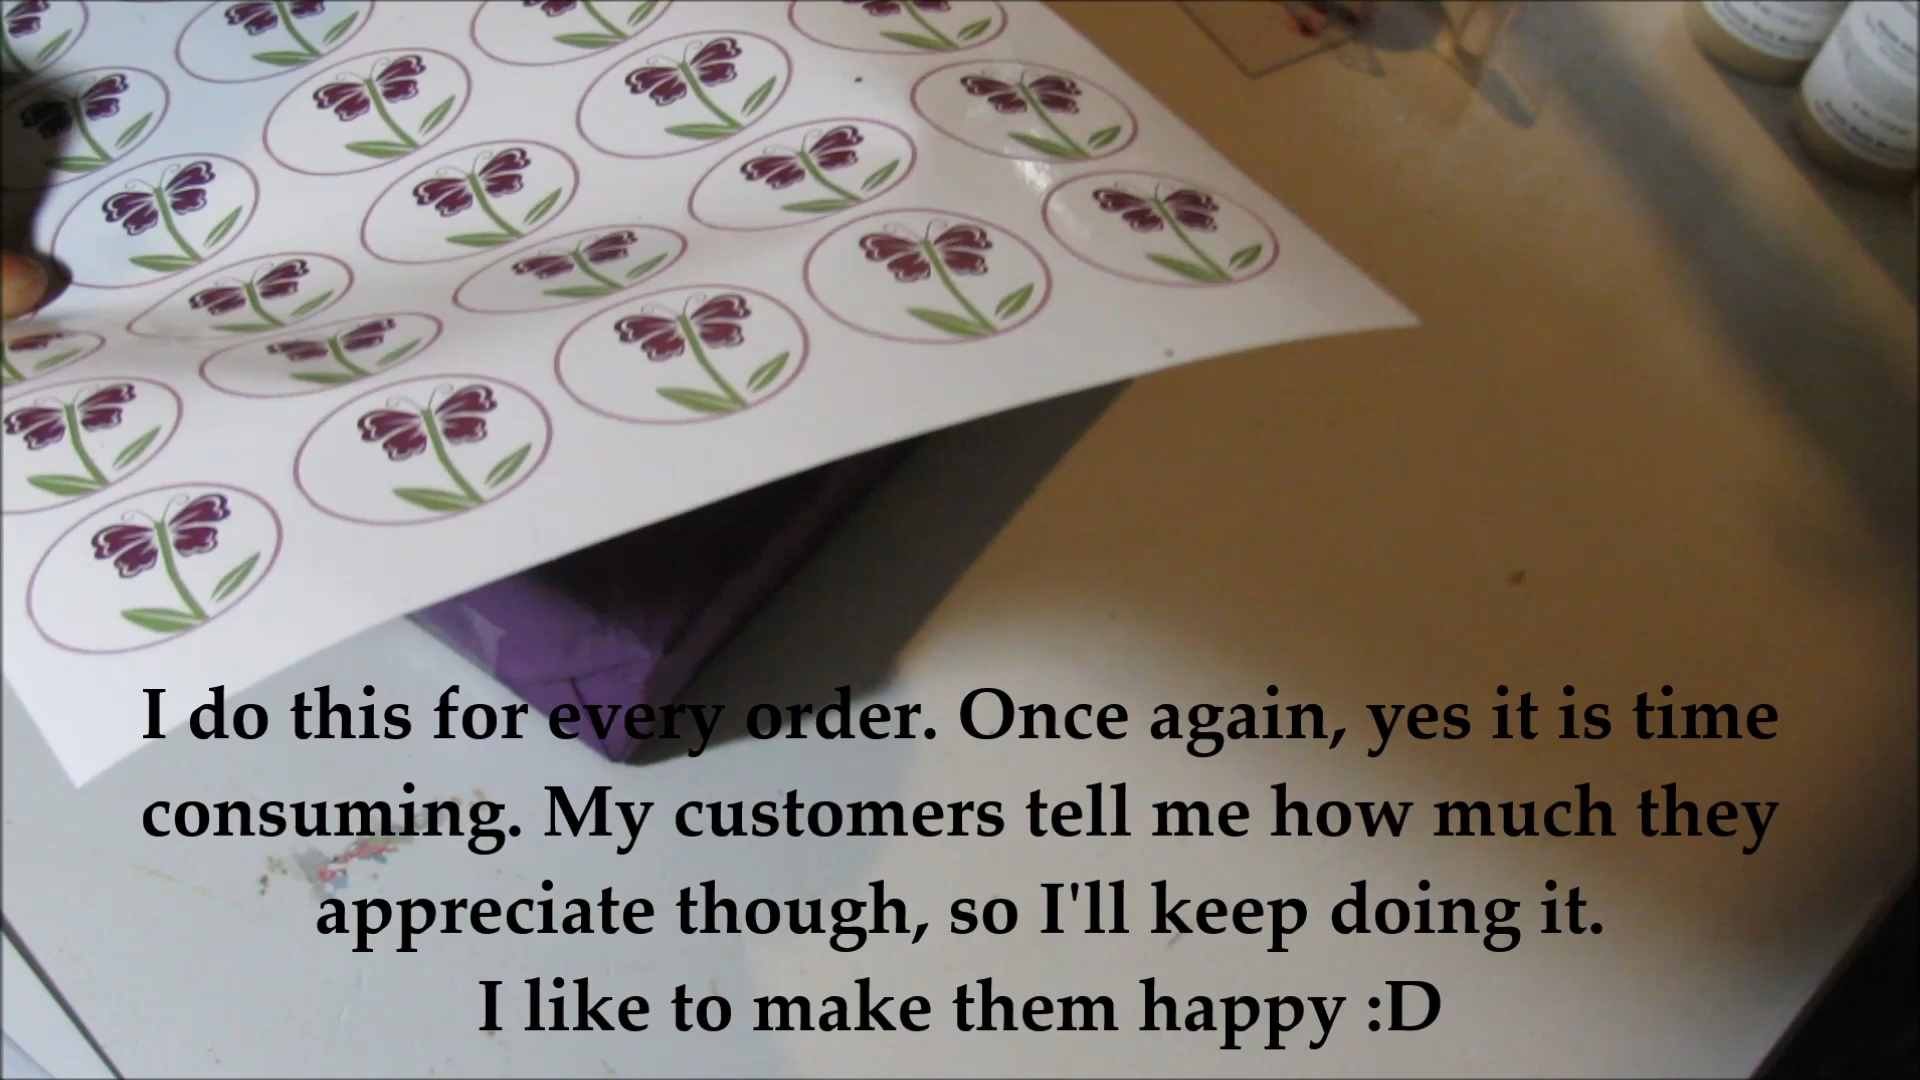 I do this for every order. Once again, yes it is time
consuming. My customers tell me how much they
appreciate though, so I'll keep doing it.
I like to make them happy :D